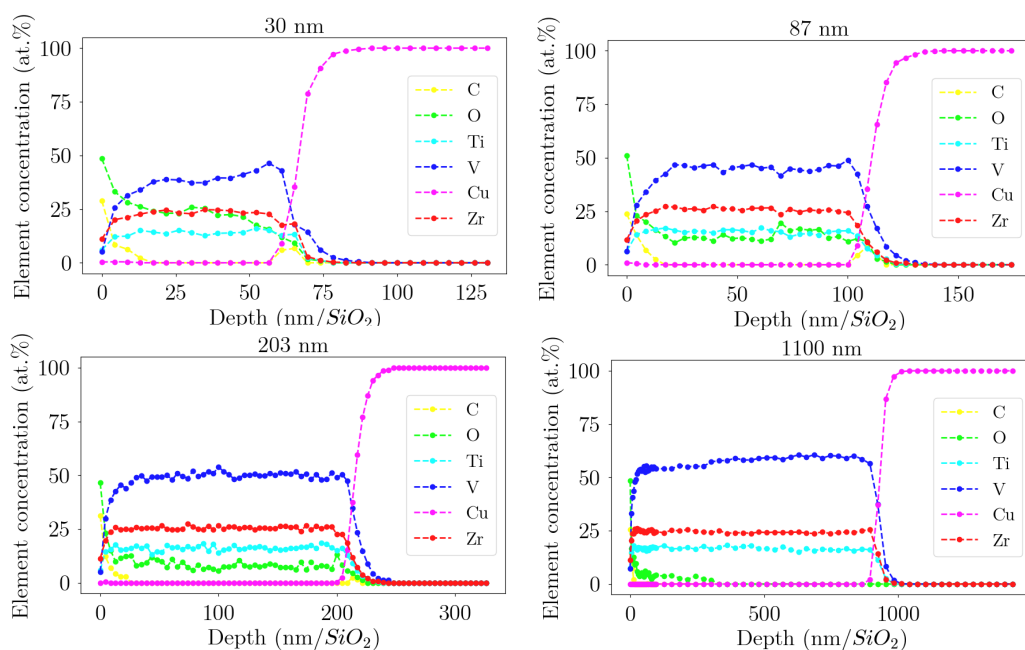 30 nm
Element concentration (at.%)
100
75
50
25
0
C
O
Ti
V
Cu
Zr
0 25 50 75 100 125
Depth (nm/SiO2)
87 nm
Element concentration (at.%)
100
75
50
25
0
C
O
Ti
V
Cu
Zr
0 50 100 150
Depth (nm/SiO2)
203 nm
Element concentration (at.%)
100
75
50
25
0
C
O
Ti
V
Cu
Zr
0 100 200 300
Depth (nm/SiO2)
1100 nm
Element concentration (at.%)
100
75
50
25
0
C
O
Ti
V
Cu
Zr
0 500 1000
Depth (nm/SiO2)